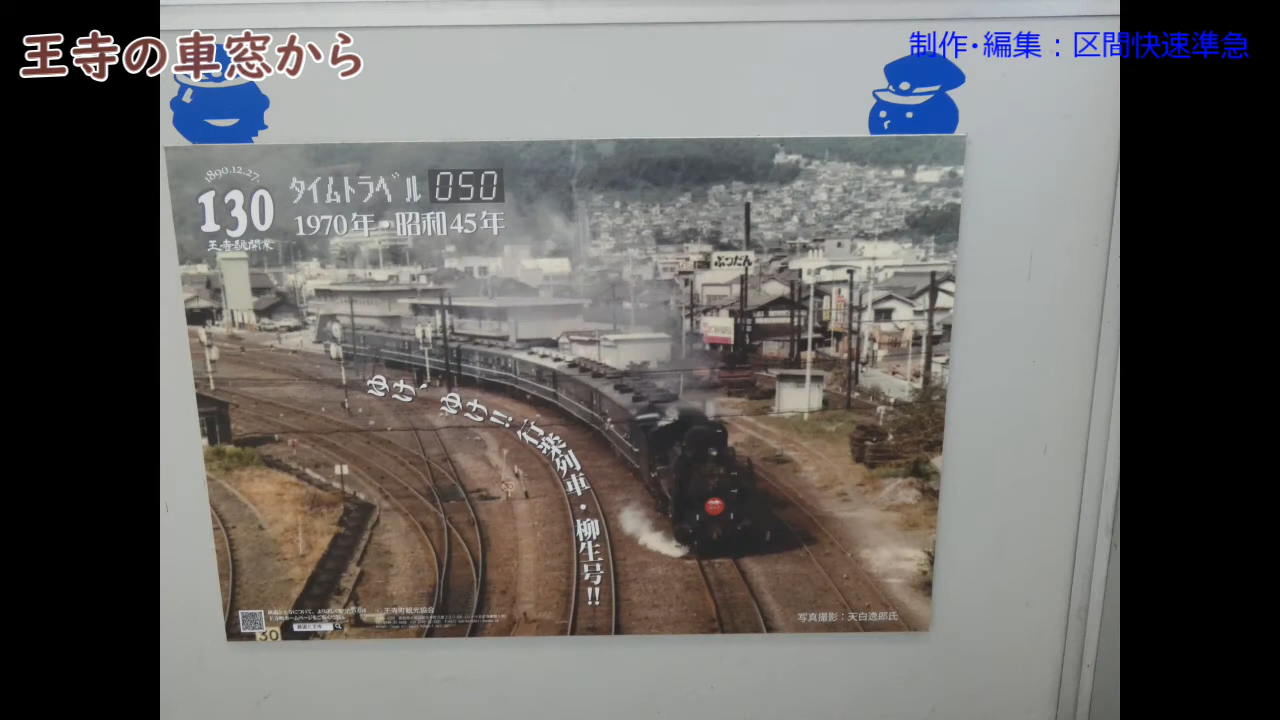 王寺の車窓から
制作・編集：区間快速準急
1890.12.27.
130
王寺駅開業
タイムトラベル 050
1970年・昭和45年
ぶつだん
ゆけ、ゆけ!!行楽列車・柳生号!!
王寺町観光協会
30
写真撮影：天白逸郎氏